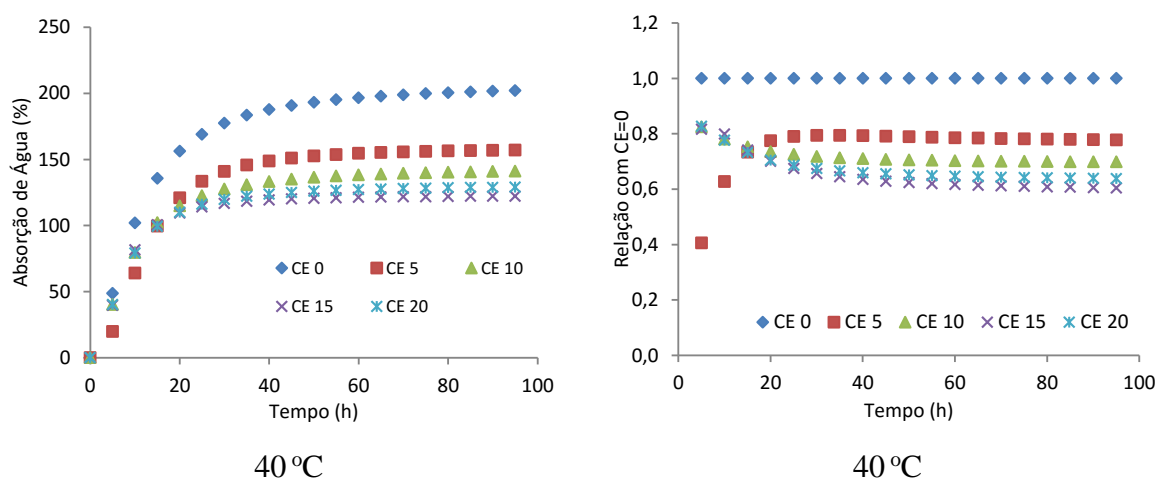 250
200
150
100
50
0
Absorção de Água (%)
CE 0 CE 5 CE 10
CE 15 CE 20
0 20 40 60 80 100
Tempo (h)
40 ºC
1,2
1,0
0,8
0,6
0,4
0,2
0,0
Relação com CE=0
CE 0 CE 5 CE 10 CE 15 CE 20
0 20 40 60 80 100
Tempo (h)
40 ºC